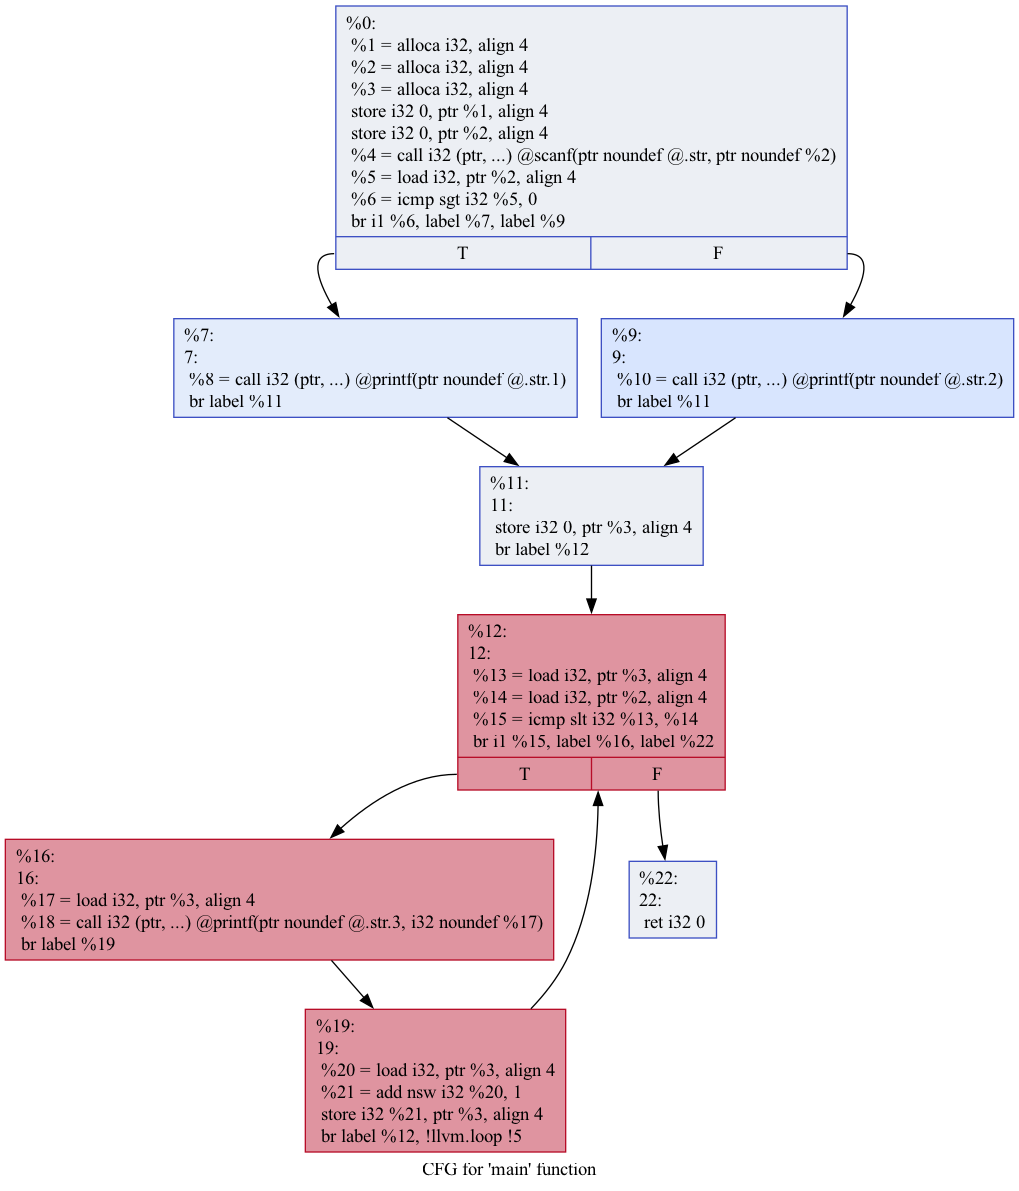 %0:
%1 = alloca i32, align 4
%2 = alloca i32, align 4
%3 = alloca i32, align 4
store i32 0, ptr %1, align 4
store i32 0, ptr %2, align 4
%4 = call i32 (ptr, ...) @scanf(ptr noundef @.str, ptr noundef %2)
%5 = load i32, ptr %2, align 4
%6 = icmp sgt i32 %5, 0
br i1 %6, label %7, label %9
T
F
%7:
7:
%8 = call i32 (ptr, ...) @printf(ptr noundef @.str.1)
br label %11
%9:
9:
%10 = call i32 (ptr, ...) @printf(ptr noundef @.str.2)
br label %11
%11:
11:
store i32 0, ptr %3, align 4
br label %12
%12:
12:
%13 = load i32, ptr %3, align 4
%14 = load i32, ptr %2, align 4
%15 = icmp slt i32 %13, %14
br i1 %15, label %16, label %22
T
F
%16:
16:
%17 = load i32, ptr %3, align 4
%18 = call i32 (ptr, ...) @printf(ptr noundef @.str.3, i32 noundef %17)
br label %19
%22:
22:
ret i32 0
%19:
19:
%20 = load i32, ptr %3, align 4
%21 = add nsw i32 %20, 1
store i32 %21, ptr %3, align 4
br label %12, !llvm.loop !5
CFG for 'main' function